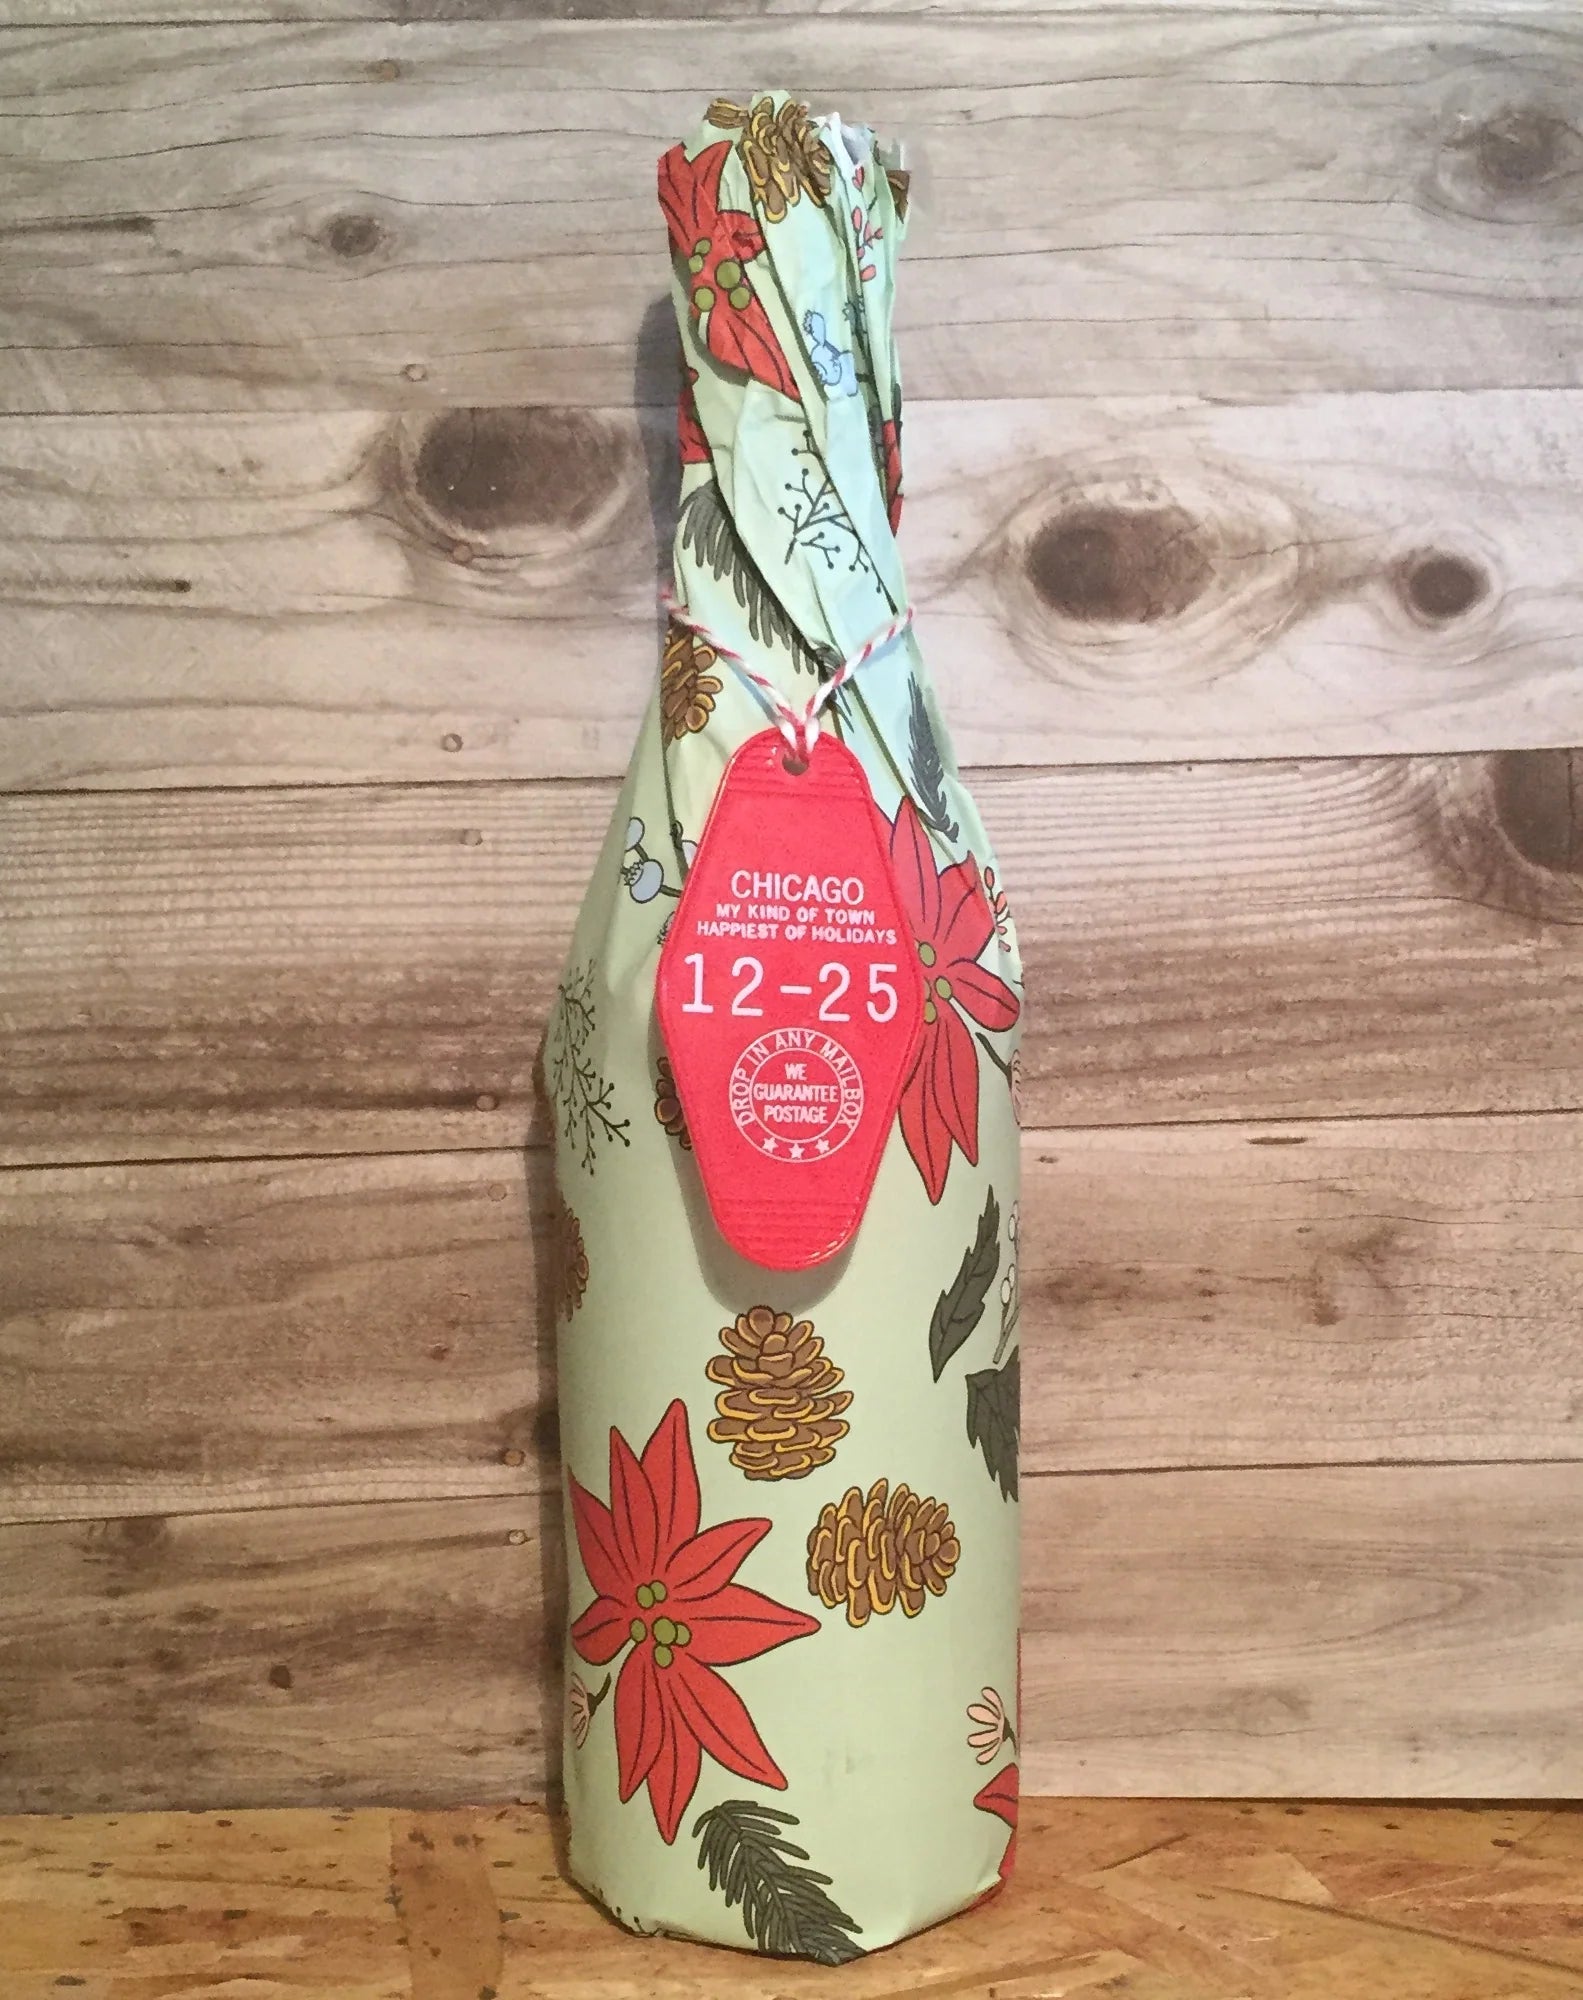 CHICAGO
MY KIND OF TOWN
HAPPIEST OF HOLIDAYS
12-25
DROP IN ANY MAILBOX
WE
GUARANTEE
POSTAGE